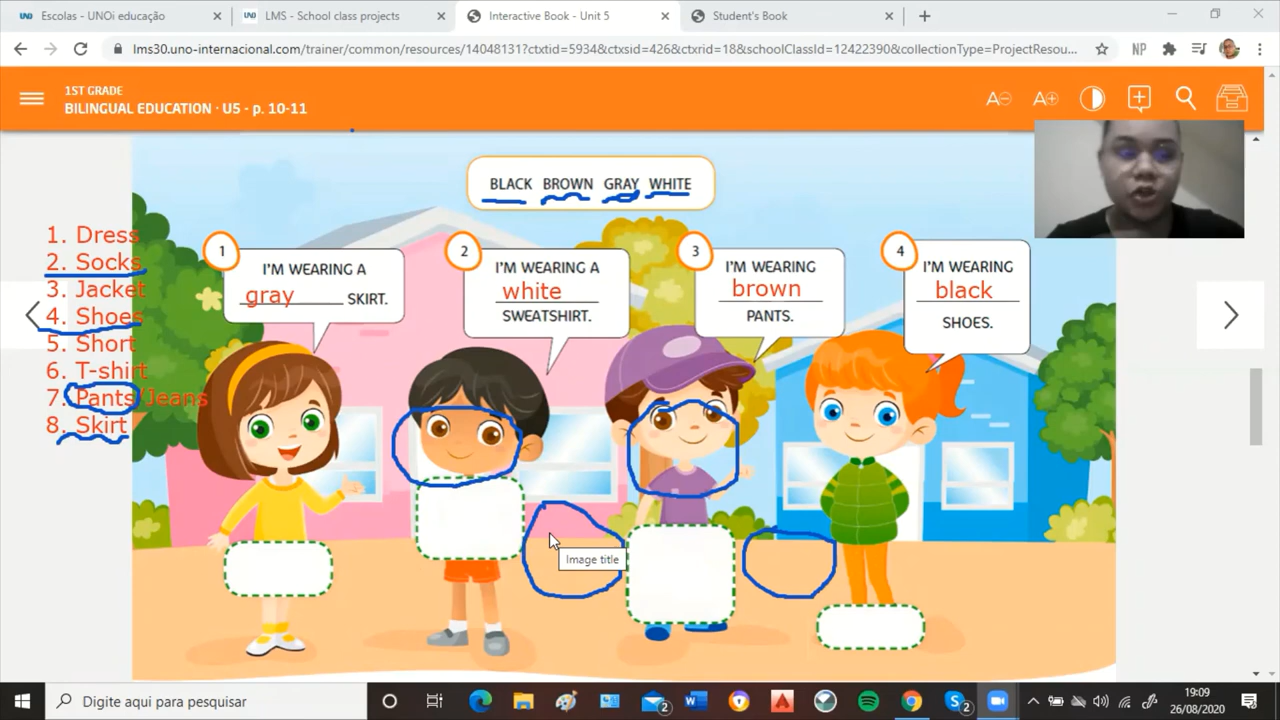 Escolas - UNOi educação
LMS - School class projects
Interactive Book - Unit 5
Student's Book
lms30.uno-internacional.com/trainer/common/resources/14048131?ctxtid=5934&ctxsid=426&ctxrid=18&schoolClassId=12422390&collectionType=ProjectResou...
NP
1ST GRADE
BILINGUAL EDUCATION · U5 - p. 10-11
A A
BLACK BROWN GRAY WHITE
1. Dress
2. Socks
3. Jacket
4. Shoes
5. Short
6. T-shirt
7. Pants/Jeans
8. Skirt
1
I'M WEARING A
gray SKIRT.
2
I'M WEARING A
white
SWEATSHIRT.
3
I'M WEARING
brown
PANTS.
4
I'M WEARING
black
SHOES.
Image title
Digite aqui para pesquisar
2
2
19:09
26/08/2020